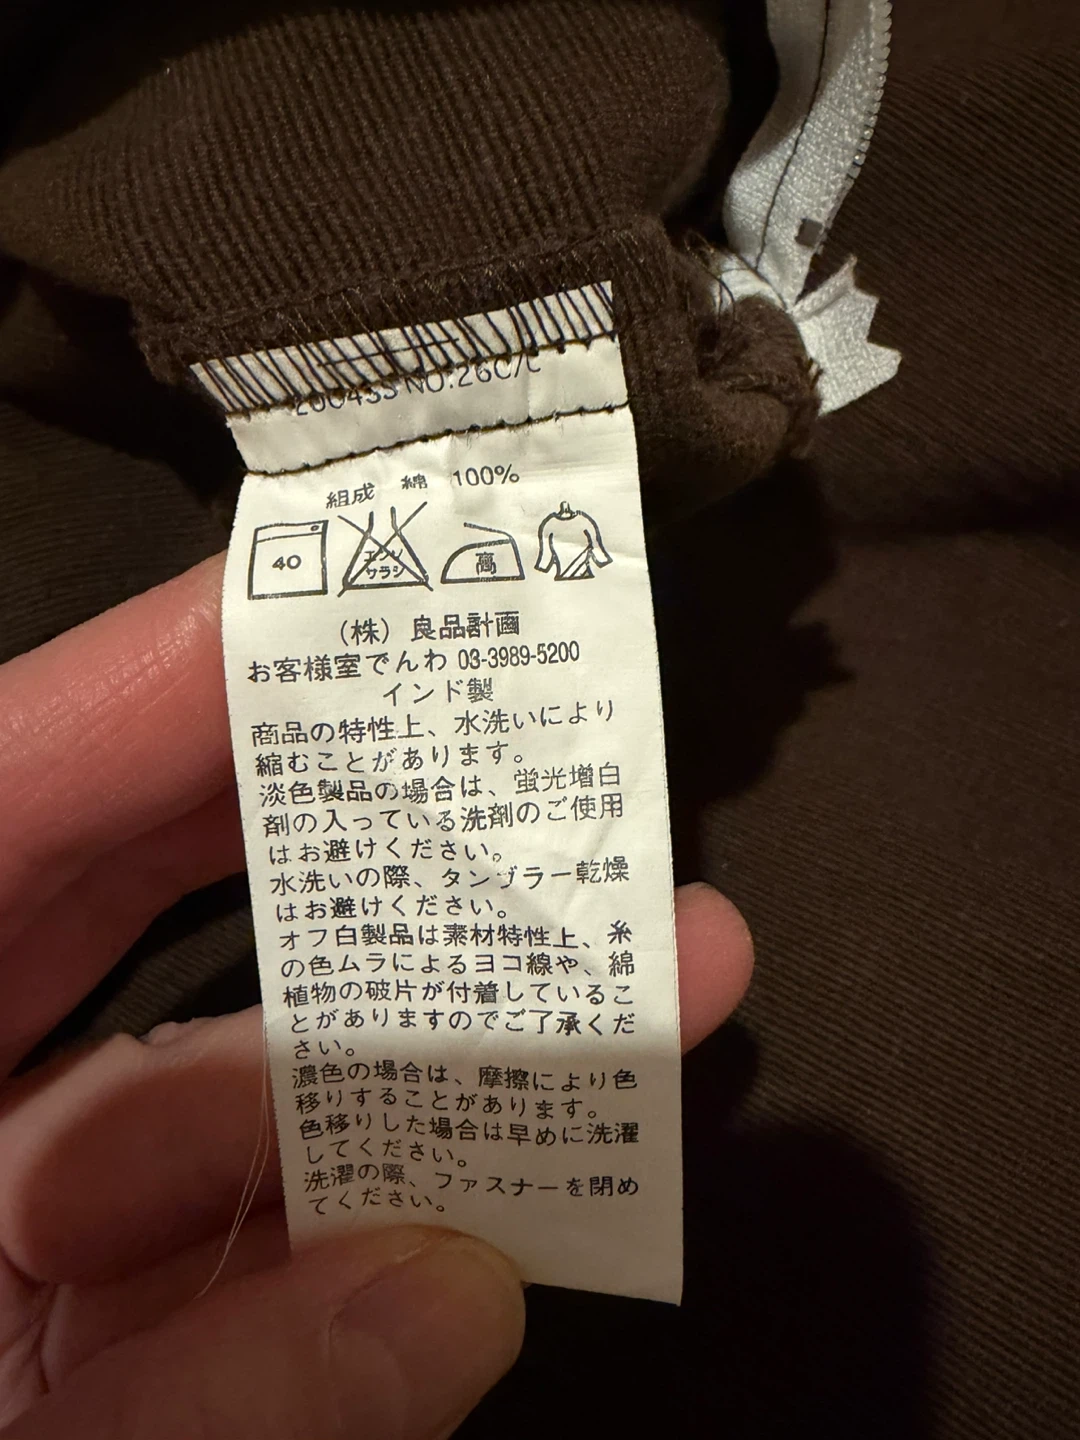 NO.26C/C
組成 綿 100%
40
エンソ
サラシ
高
(株) 良品計画
お客様室でんわ 03-3989-5200
インド製
商品の特性上、水洗いにより
縮むことがあります。
淡色製品の場合は、蛍光増白
剤の入っている洗剤のご使用
はお避けください。
水洗いの際、タンブラー乾燥
はお避けください。
オフ白製品は素材特性上、糸
の色ムラによるヨコ線や、綿
植物の破片が付着しているこ
とがありますのでご了承くだ
さい。
濃色の場合は、摩擦により色
移りすることがあります。
色移りした場合は早めに洗濯
してください。
洗濯の際、ファスナーを閉め
てください。